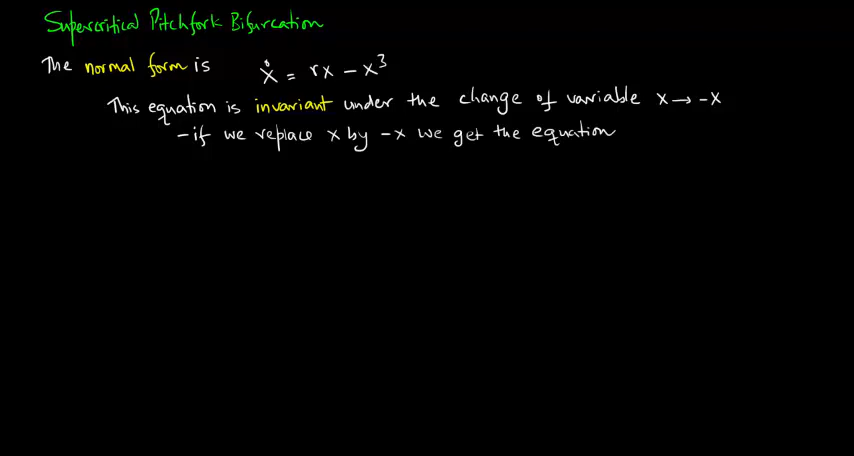 Supercritical Pitchfork Bifurcation
The normal form is ẋ = rx - x³
This equation is invariant under the change of variable x → -x
- if we replace x by -x we get the equation